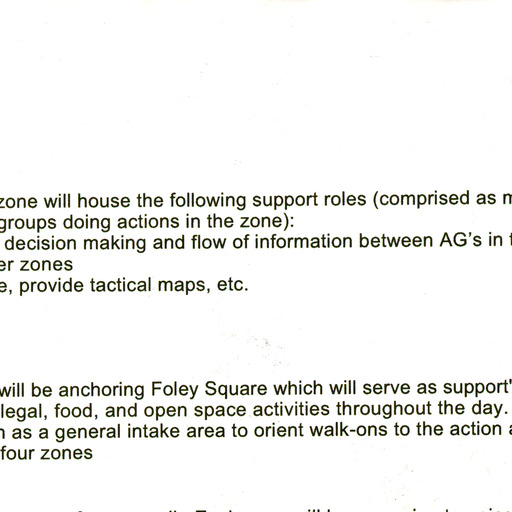 zone will house the following support roles (comprised as
groups doing actions in the zone):
decision making and flow of information between AG's in
er zones
e, provide tactical maps, etc.
will be anchoring Foley Square which will serve as support
legal, food, and open space activities throughout the day.
as a general intake area to orient walk-ons to the action
four zones